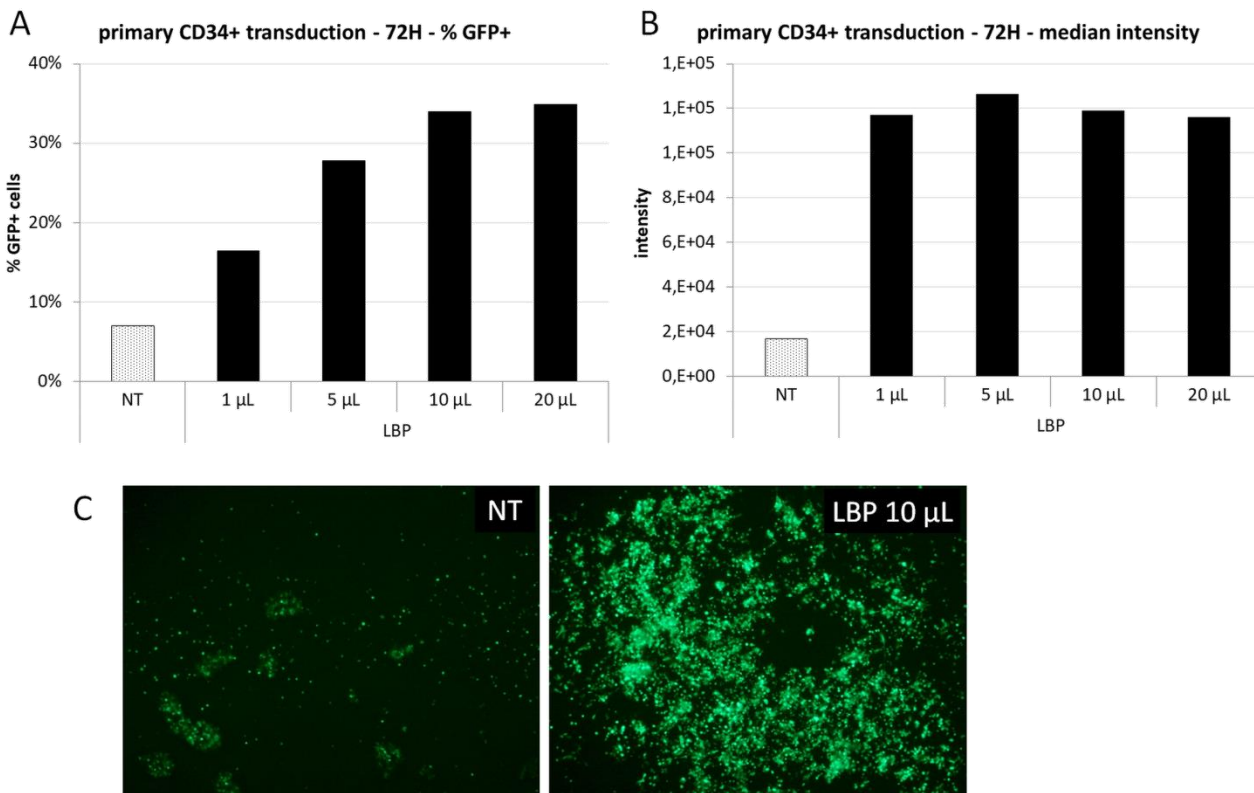 A
primary CD34+ transduction - 72H - % GFP+
40%
30%
20%
10%
0%
% GFP+ cells
NT
1 µL
5 µL
10 µL
20 µL
LBP
B
primary CD34+ transduction - 72H - median intensity
1,E+05
1,E+05
1,E+05
8,E+04
6,E+04
4,E+04
2,E+04
0,E+00
intensity
NT
1 µL
5 µL
10 µL
20 µL
LBP
C
NT
LBP 10 µL